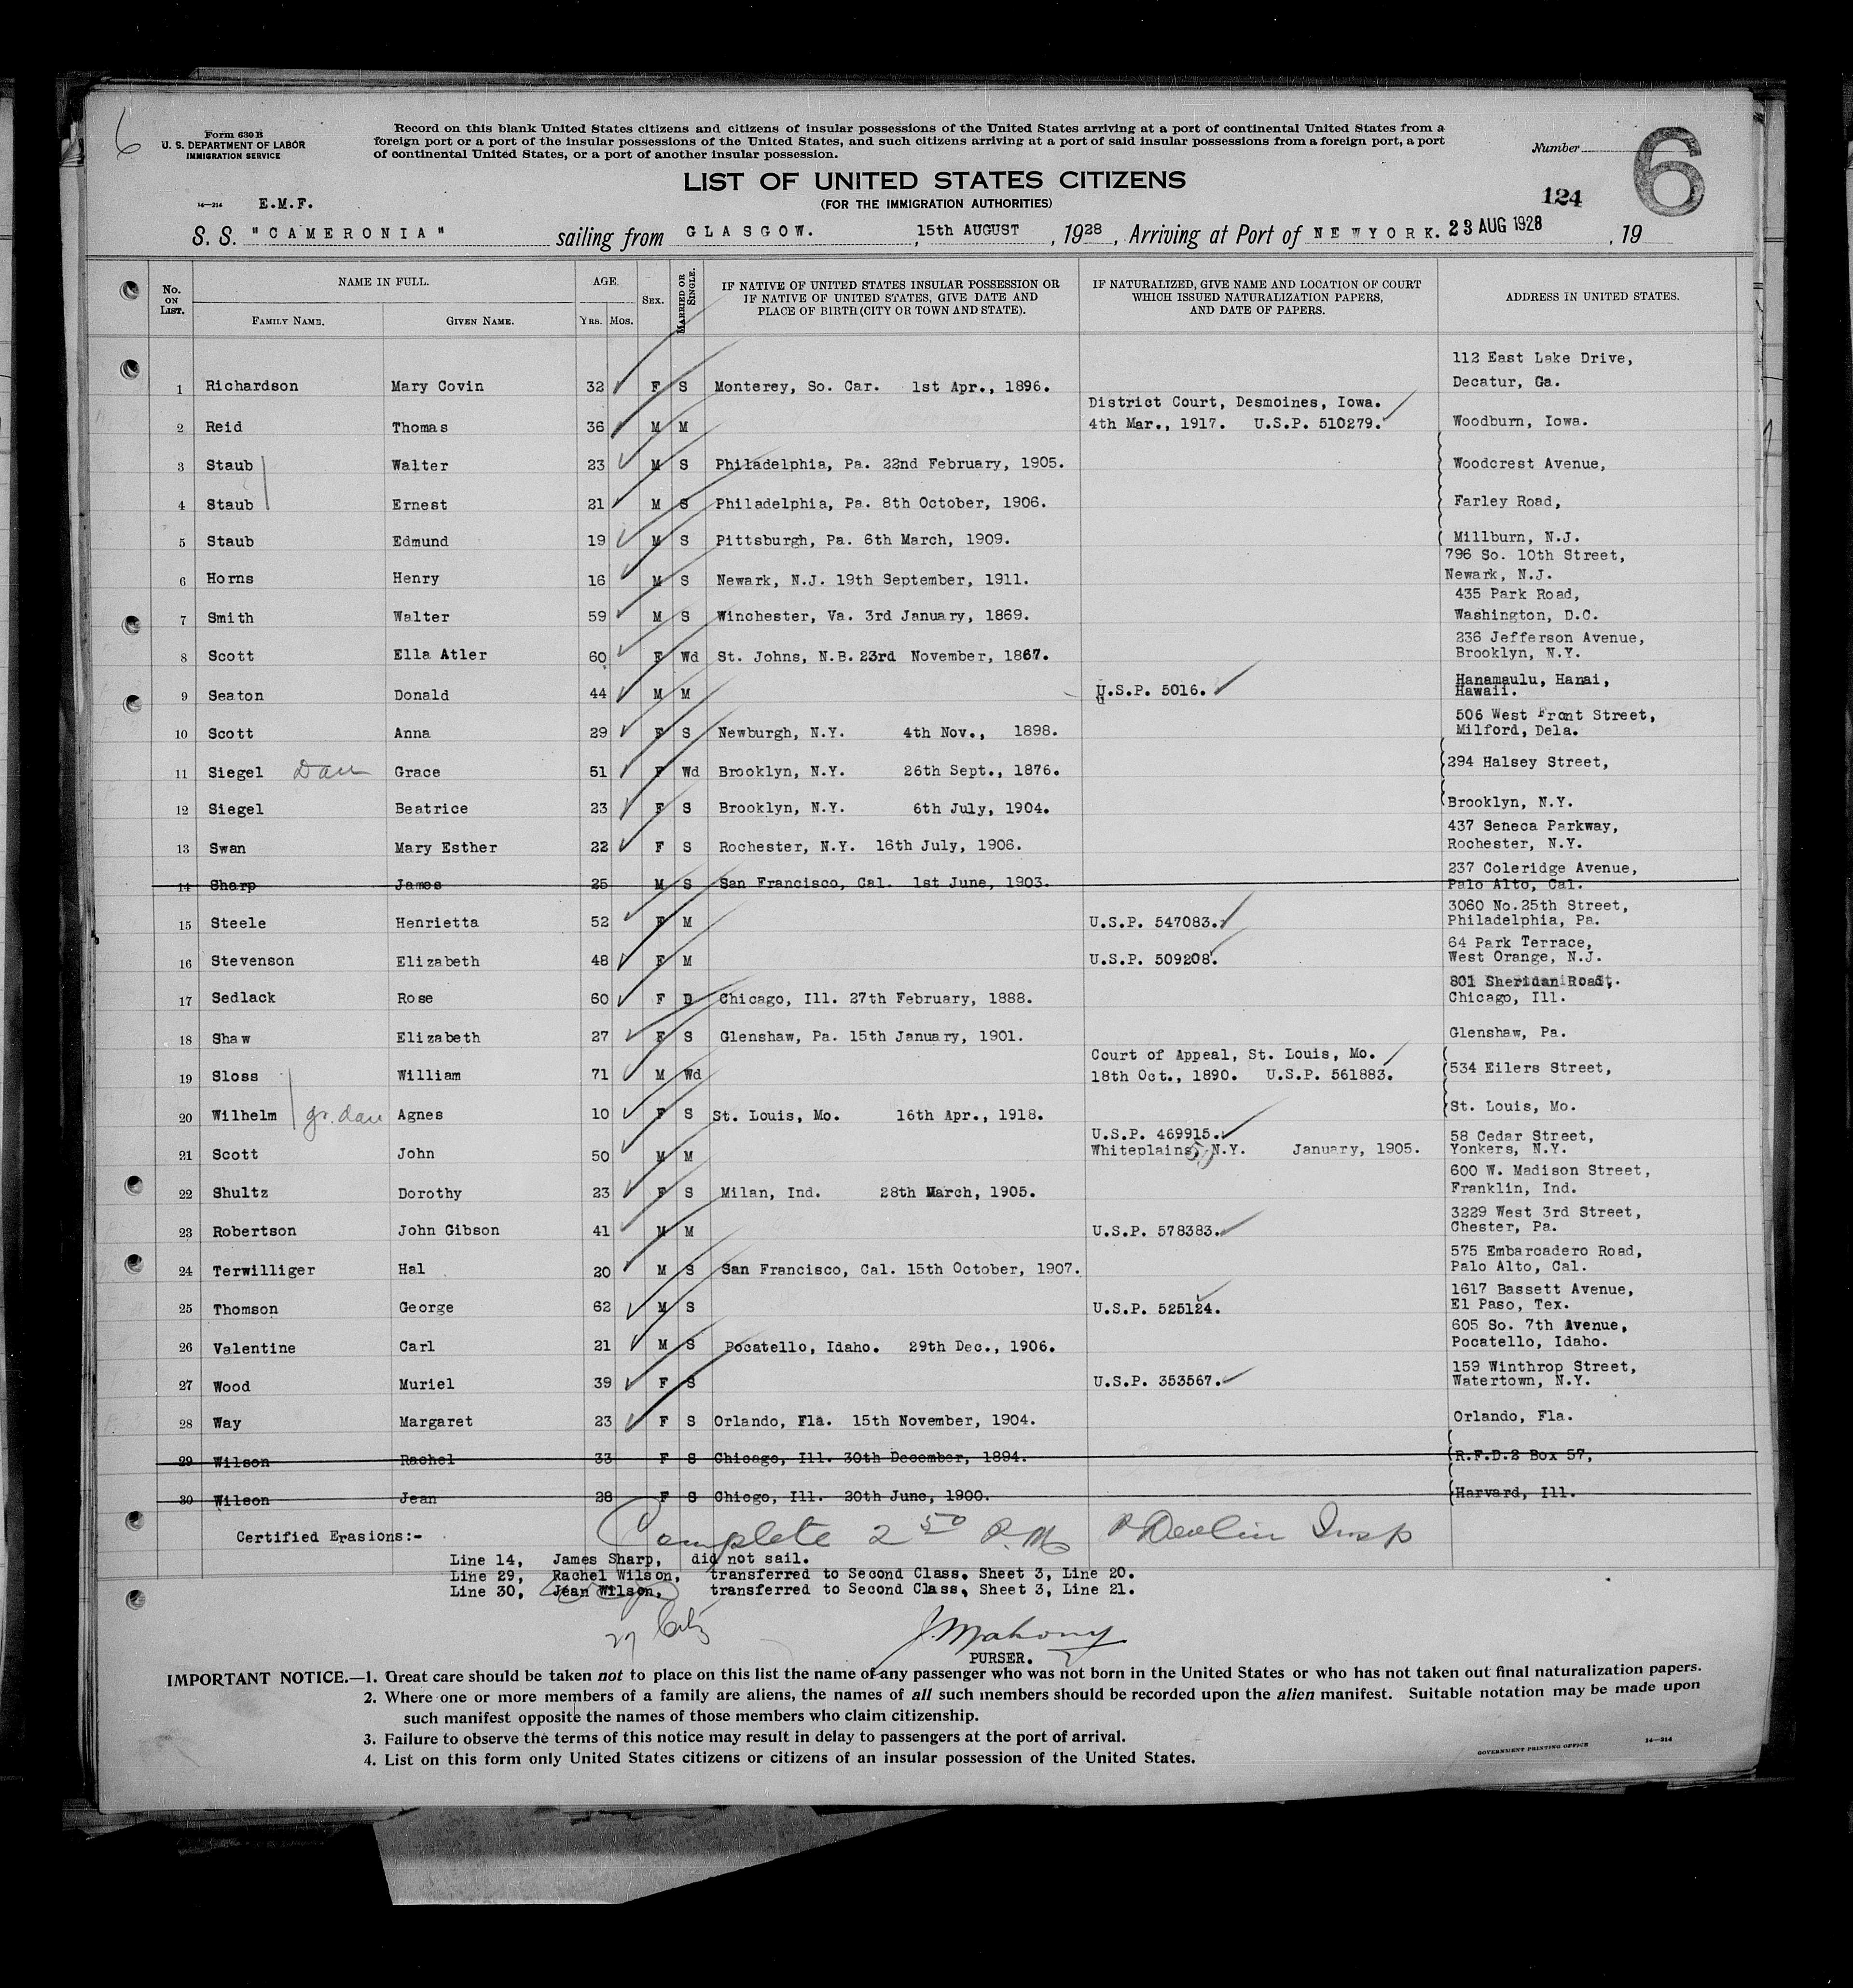 6
Form 630 B
U. S. DEPARTMENT OF LABOR
IMMIGRATION SERVICE
Record on this blank United States citizens and citizens of insular possessions of the United States arriving at a port of continental United States from a
foreign port or a port of the insular possessions of the United States, and such citizens arriving at a port of said insular possessions from a foreign port, a port
of continental United States, or a port of another insular possession.
Number
6
LIST OF UNITED STATES CITIZENS
(FOR THE IMMIGRATION AUTHORITIES)
124
14—214 E.M.F.
S. S. "CAMERONIA" sailing from GLASGOW. , 15th AUGUST , 1928 , Arriving at Port of NEWYORK. 23 AUG 1928 , 19
No. ON LIST.
NAME IN FULL.
FAMILY NAME. GIVEN NAME.
AGE.
YRS. MOS.
SEX.
MARRIED OR SINGLE.
IF NATIVE OF UNITED STATES INSULAR POSSESSION OR
IF NATIVE OF UNITED STATES, GIVE DATE AND
PLACE OF BIRTH (CITY OR TOWN AND STATE).
IF NATURALIZED, GIVE NAME AND LOCATION OF COURT
WHICH ISSUED NATURALIZATION PAPERS,
AND DATE OF PAPERS.
ADDRESS IN UNITED STATES.
112 East Lake Drive,
1 Richardson Mary Covin 32 F S Monterey, So. Car. 1st Apr., 1896. Decatur, Ga.
District Court, Desmoines, Iowa.
2 Reid Thomas 36 M M 4th Mar., 1917. U.S.P. 510279. Woodburn, Iowa.
3 Staub Walter 23 M S Philadelphia, Pa. 22nd February, 1905. Woodcrest Avenue,
4 Staub Ernest 21 M S Philadelphia, Pa. 8th October, 1906. Farley Road,
5 Staub Edmund 19 M S Pittsburgh, Pa. 6th March, 1909. Millburn, N.J.
796 So. 10th Street,
6 Horns Henry 16 M S Newark, N.J. 19th September, 1911. Newark, N.J.
435 Park Road,
7 Smith Walter 59 M S Winchester, Va. 3rd January, 1869. Washington, D.C.
236 Jefferson Avenue,
8 Scott Ella Atler 60 F Wd St. Johns, N.B. 23rd November, 1867. Brooklyn, N.Y.
Hanamaulu, Hanai,
9 Seaton Donald 44 M M U.S.P. 5016. Hawaii.
506 West Front Street,
10 Scott Anna 29 F S Newburgh, N.Y. 4th Nov., 1898. Milford, Dela.
11 Siegel Dau Grace 51 F Wd Brooklyn, N.Y. 26th Sept., 1876. 294 Halsey Street,
12 Siegel Beatrice 23 F S Brooklyn, N.Y. 6th July, 1904. Brooklyn, N.Y.
437 Seneca Parkway,
13 Swan Mary Esther 22 F S Rochester, N.Y. 16th July, 1906. Rochester, N.Y.
237 Coleridge Avenue,
14 Sharp James 25 M S San Francisco, Cal. 1st June, 1903. Palo Alto, Cal.
3060 No.25th Street,
15 Steele Henrietta 52 F M U.S.P. 547083. Philadelphia, Pa.
64 Park Terrace,
16 Stevenson Elizabeth 48 F M U.S.P. 509208. West Orange, N.J.
801 Sheridan Road,
17 Sedlack Rose 60 F D Chicago, Ill. 27th February, 1888. Chicago, Ill.
18 Shaw Elizabeth 27 F S Glenshaw, Pa. 15th January, 1901. Glenshaw, Pa.
Court of Appeal, St. Louis, Mo.
19 Sloss William 71 M Wd 18th Oct., 1890. U.S.P. 561883. 534 Eilers Street,
20 Wilhelm gr. dau Agnes 10 F S St. Louis, Mo. 16th Apr., 1918. St. Louis, Mo.
U.S.P. 469915. 58 Cedar Street,
21 Scott John 50 M M Whiteplains, N.Y. January, 1905. Yonkers, N.Y.
600 W. Madison Street,
22 Shultz Dorothy 23 F S Milan, Ind. 28th March, 1905. Franklin, Ind.
3229 West 3rd Street,
23 Robertson John Gibson 41 M M U.S.P. 578383. Chester, Pa.
575 Embarcadero Road,
24 Terwilliger Hal 20 M S San Francisco, Cal. 15th October, 1907. Palo Alto, Cal.
1617 Bassett Avenue,
25 Thomson George 62 M S U.S.P. 525124. El Paso, Tex.
605 So. 7th Avenue,
26 Valentine Carl 21 M S Pocatello, Idaho. 29th Dec., 1906. Pocatello, Idaho.
159 Winthrop Street,
27 Wood Muriel 39 F S U.S.P. 353567. Watertown, N.Y.
28 Way Margaret 23 F S Orlando, Fla. 15th November, 1904. Orlando, Fla.
29 Wilson Rachel 33 F S Chicago, Ill. 30th December, 1894. R.F.D.2 Box 57,
30 Wilson Jean 28 F S Chicgo, Ill. 20th June, 1900. Harvard, Ill.
Certified Erasions:- Complete 2 50 P.M. Devlin Insp
Line 14, James Sharp, did not sail.
Line 29, Rachel Wilson, transferred to Second Class. Sheet 3, Line 20.
Line 30, Jean Wilson, transferred to Second Class, Sheet 3, Line 21.
27
J. Mahony
PURSER.
IMPORTANT NOTICE.—1. Great care should be taken not to place on this list the name of any passenger who was not born in the United States or who has not taken out final naturalization papers.
2. Where one or more members of a family are aliens, the names of all such members should be recorded upon the alien manifest. Suitable notation may be made upon
such manifest opposite the names of those members who claim citizenship.
3. Failure to observe the terms of this notice may result in delay to passengers at the port of arrival.
4. List on this form only United States citizens or citizens of an insular possession of the United States.
GOVERNMENT PRINTING OFFICE 14—214